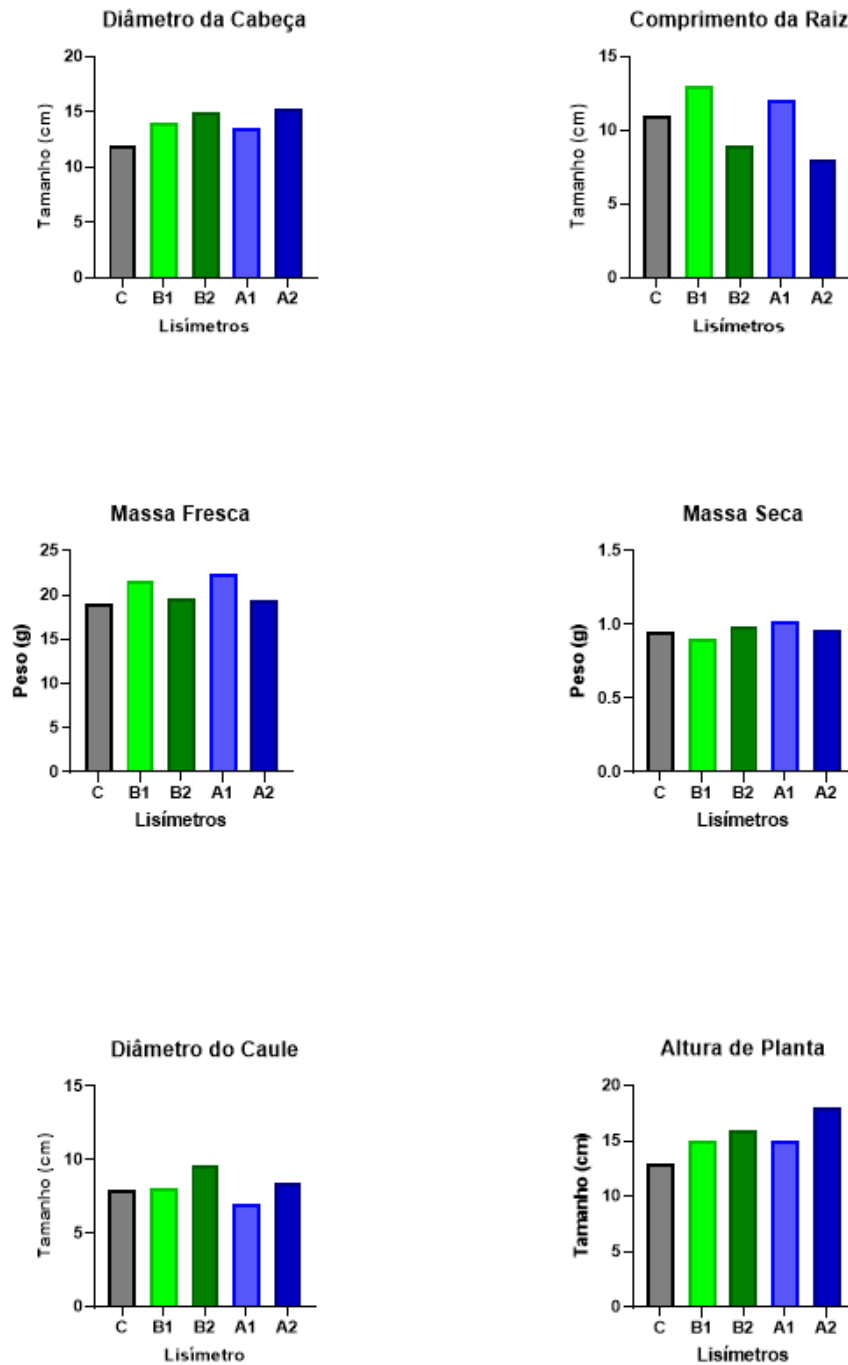 Diâmetro da Cabeça
Tamanho (cm)
20
15
10
5
0
C B1 B2 A1 A2
Lisímetros
Comprimento da Raiz
Tamanho (cm)
15
10
5
0
C B1 B2 A1 A2
Lisímetros
Massa Fresca
Peso (g)
25
20
15
10
5
0
C B1 B2 A1 A2
Lisímetros
Massa Seca
Peso (g)
1.5
1.0
0.5
0.0
C B1 B2 A1 A2
Lisímetros
Diâmetro do Caule
Tamanho (cm)
15
10
5
0
C B1 B2 A1 A2
Lisímetro
Altura de Planta
Tamanho (cm)
20
15
10
5
0
C B1 B2 A1 A2
Lisímetros